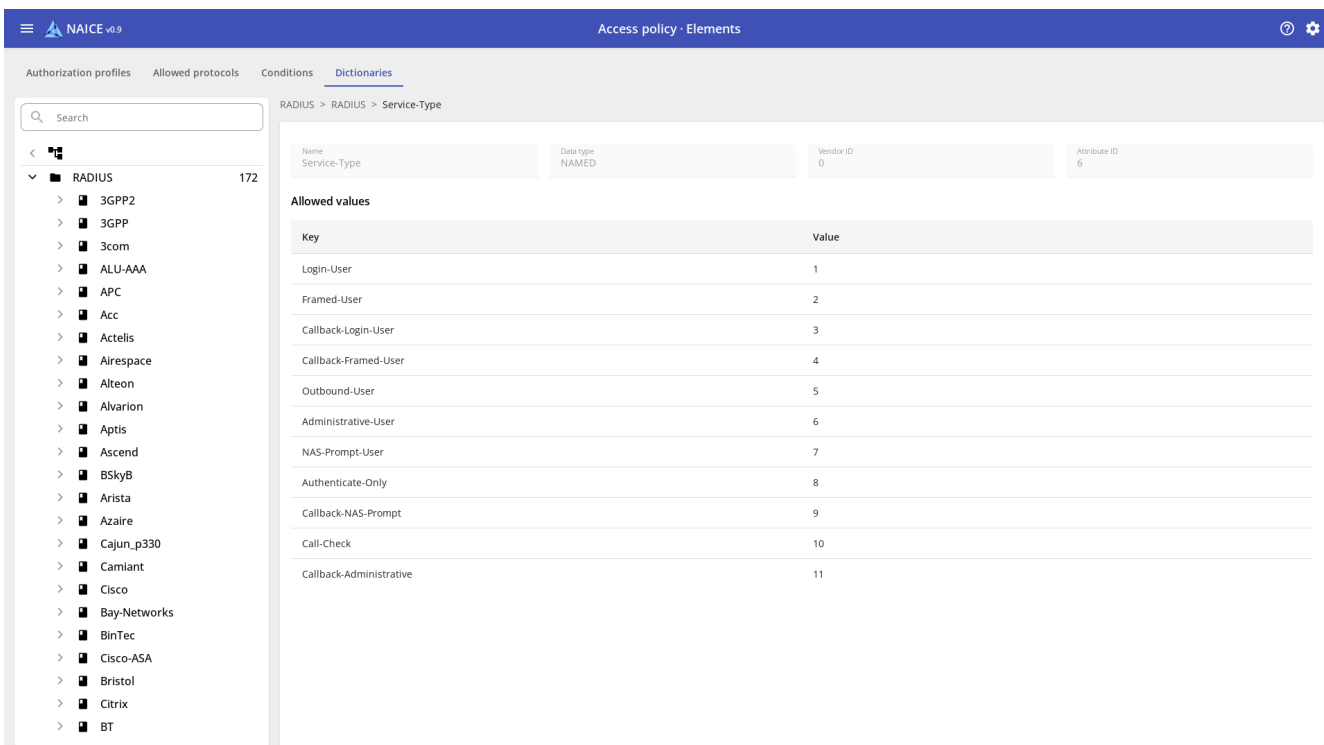 NAICE v0.9
Access policy · Elements
Authorization profiles Allowed protocols Conditions Dictionaries
Search
RADIUS 172
3GPP2
3GPP
3com
ALU-AAA
APC
Acc
Actelis
Airespace
Alteon
Alvarion
Aptis
Ascend
BSkyB
Arista
Azaire
Cajun_p330
Camiant
Cisco
Bay-Networks
BinTec
Cisco-ASA
Bristol
Citrix
BT
RADIUS > RADIUS > Service-Type
Name Data type Vendor ID Attribute ID
Service-Type NAMED 0 6
Allowed values
Key Value
Login-User 1
Framed-User 2
Callback-Login-User 3
Callback-Framed-User 4
Outbound-User 5
Administrative-User 6
NAS-Prompt-User 7
Authenticate-Only 8
Callback-NAS-Prompt 9
Call-Check 10
Callback-Administrative 11